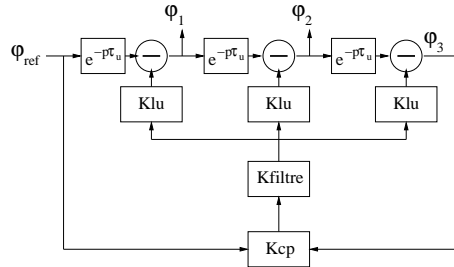 φ₁ φ₂ φ₃
φref e^{-pτu} − e^{-pτu} − e^{-pτu} −
Klu Klu Klu
Kfiltre
Kcp